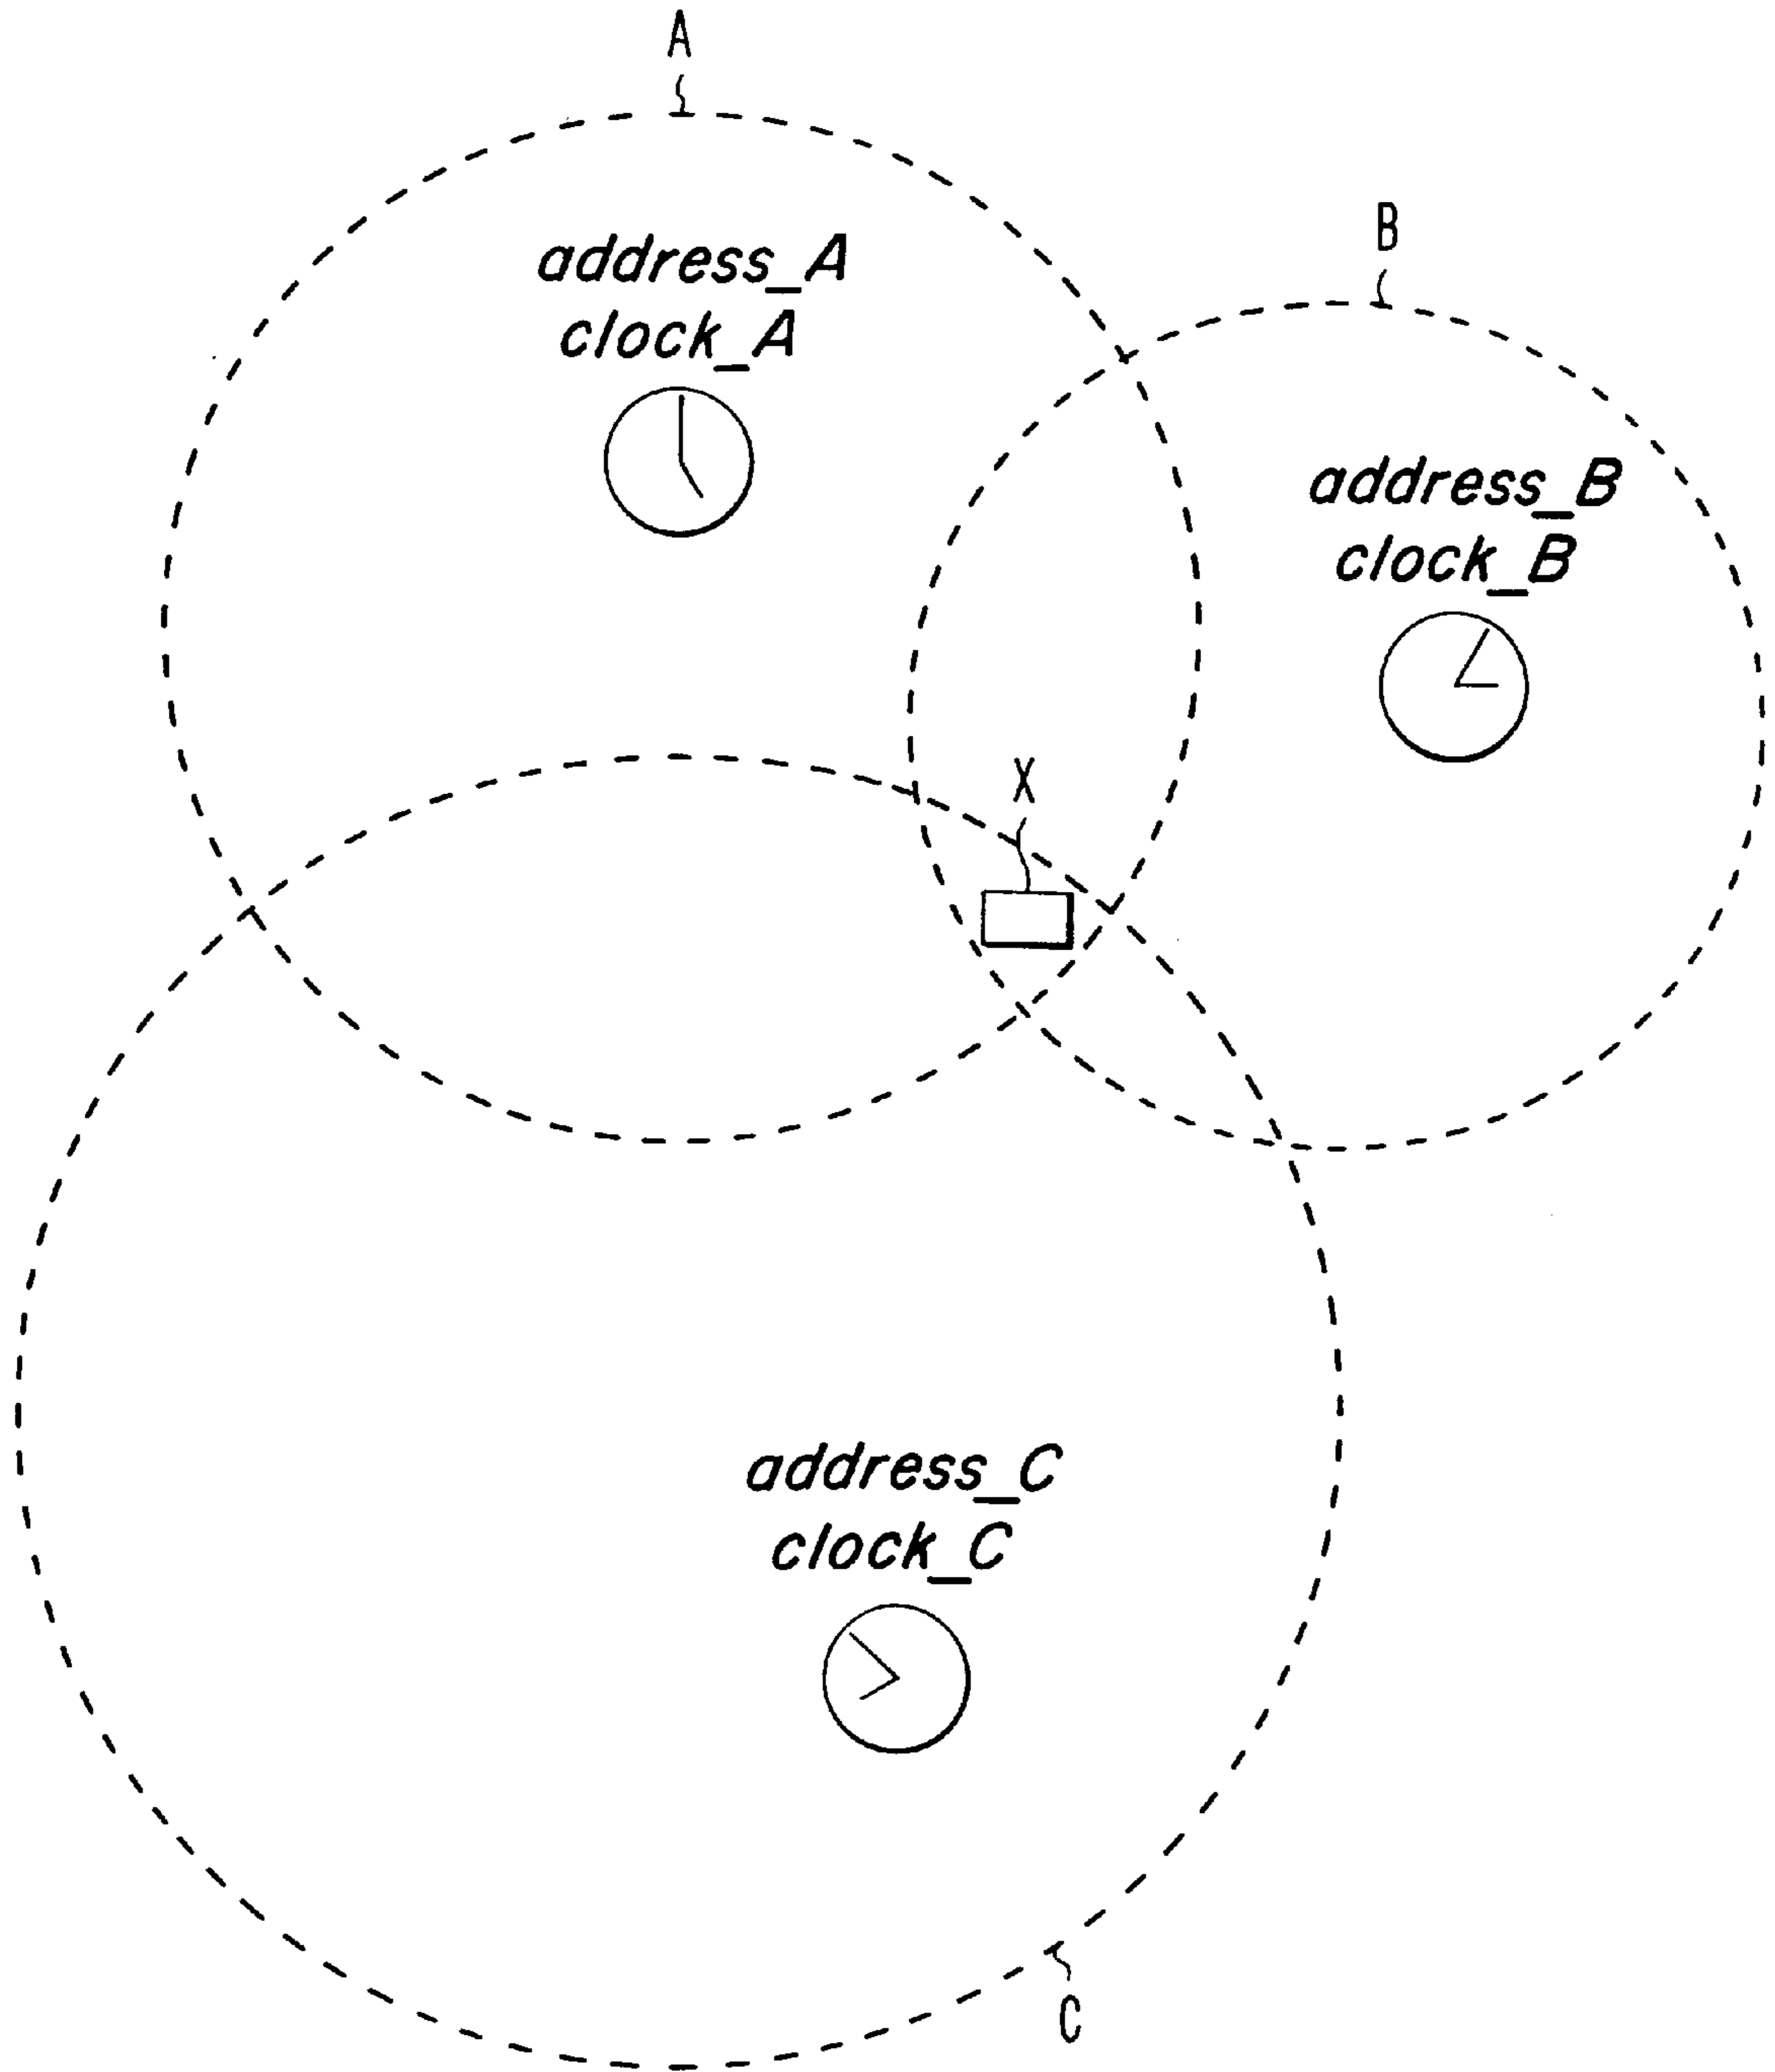 A
address_A
clock_A
B
address_B
clock_B
X
address_C
clock_C
C